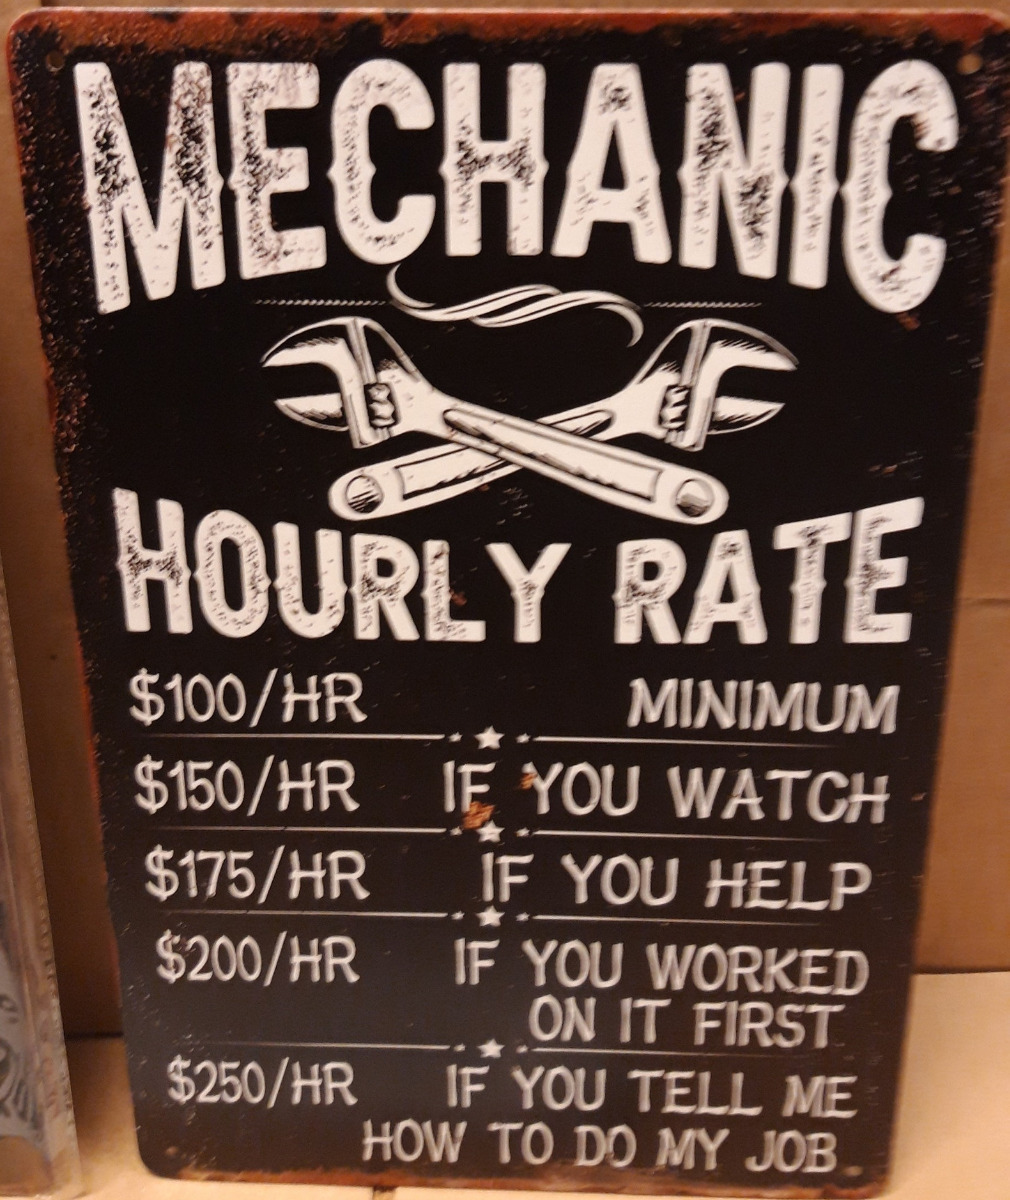 MECHANIC
HOURLY RATE
$100/HR MINIMUM
$150/HR IF YOU WATCH
$175/HR IF YOU HELP
$200/HR IF YOU WORKED
ON IT FIRST
$250/HR IF YOU TELL ME
HOW TO DO MY JOB